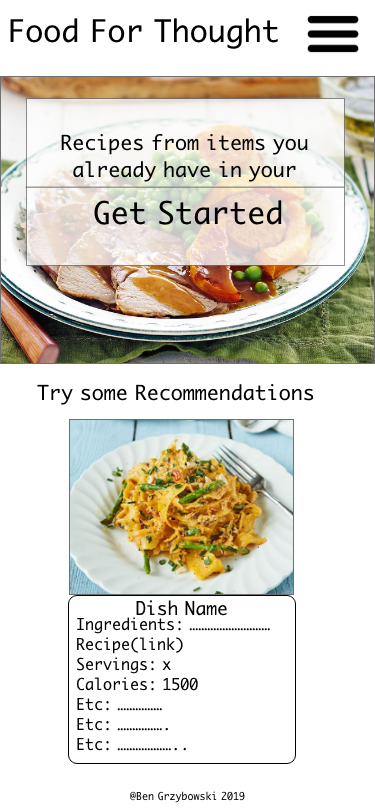 Food For Thought
Recipes from items you
already have in your
Get Started
Try some Recommendations
Dish Name
Ingredients: ...........................
Recipe(link)
Servings: x
Calories: 1500
Etc: ...............
Etc: ................
Etc: .....................
@Ben Grzybowski 2019